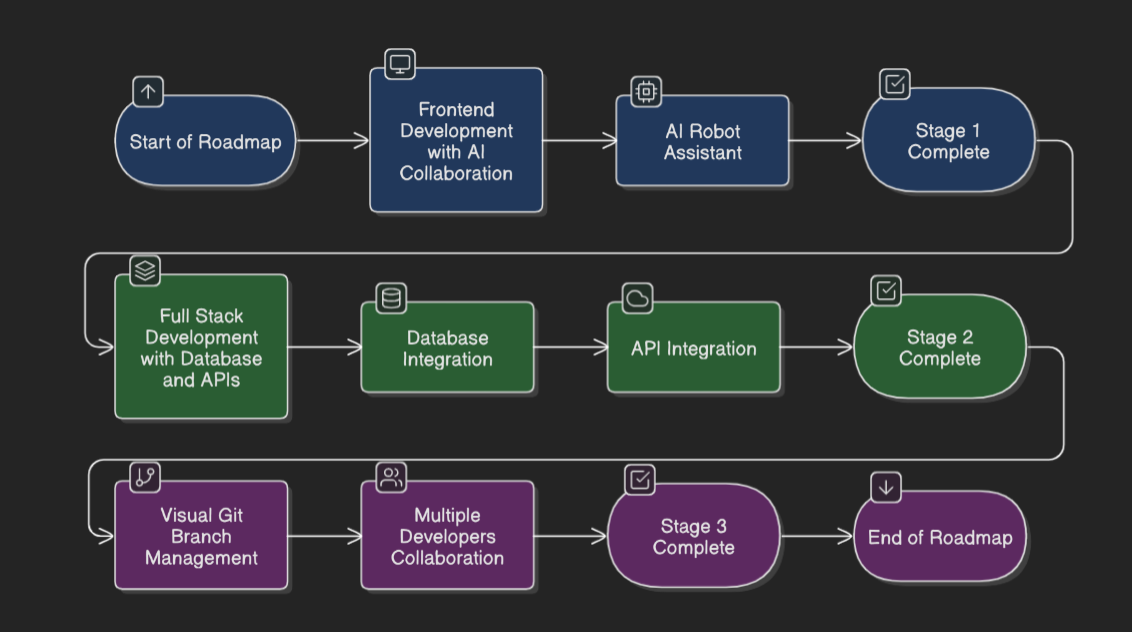 Start of Roadmap
Frontend
Development
with AI
Collaboration
AI Robot
Assistant
Stage 1
Complete
Full Stack
Development
with Database
and APIs
Database
Integration
API Integration
Stage 2
Complete
Visual Git
Branch
Management
Multiple
Developers
Collaboration
Stage 3
Complete
End of Roadmap